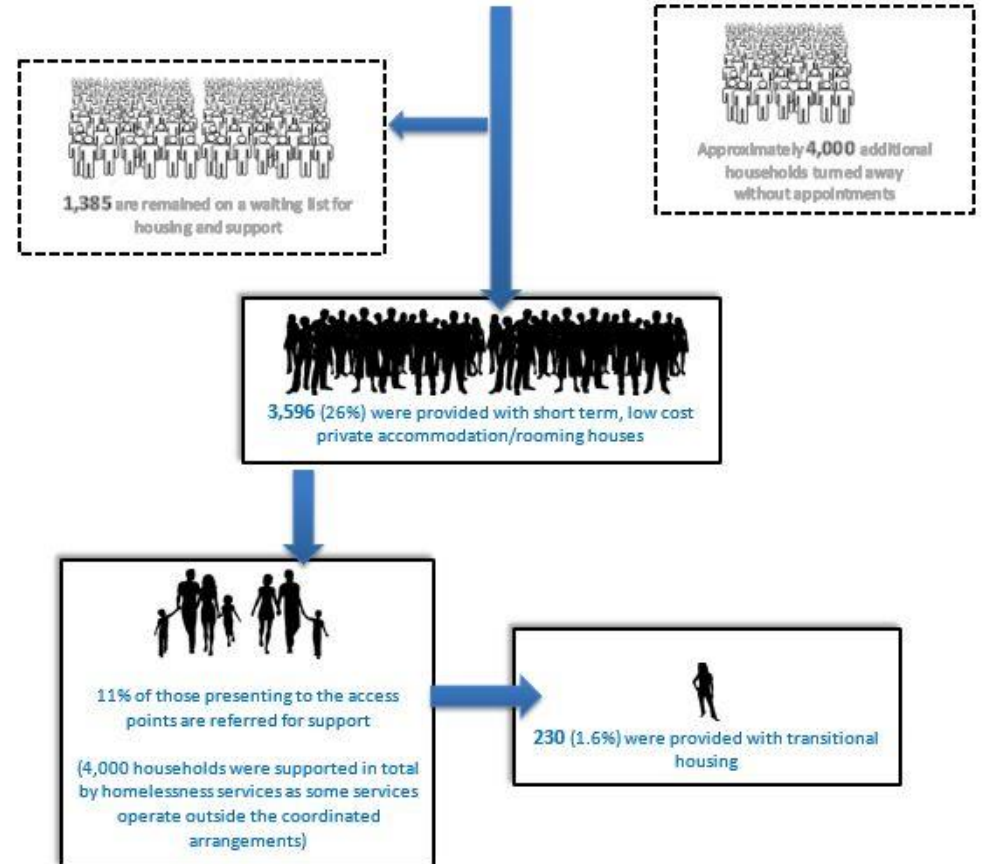 1,385 are remained on a waiting list for
housing and support
Approximately 4,000 additional
households turned away
without appointments
3,596 (26%) were provided with short term, low cost
private accommodation/rooming houses
11% of those presenting to the access
points are referred for support
(4,000 households were supported in total
by homelessness services as some services
operate outside the coordinated
arrangements)
230 (1.6%) were provided with transitional
housing